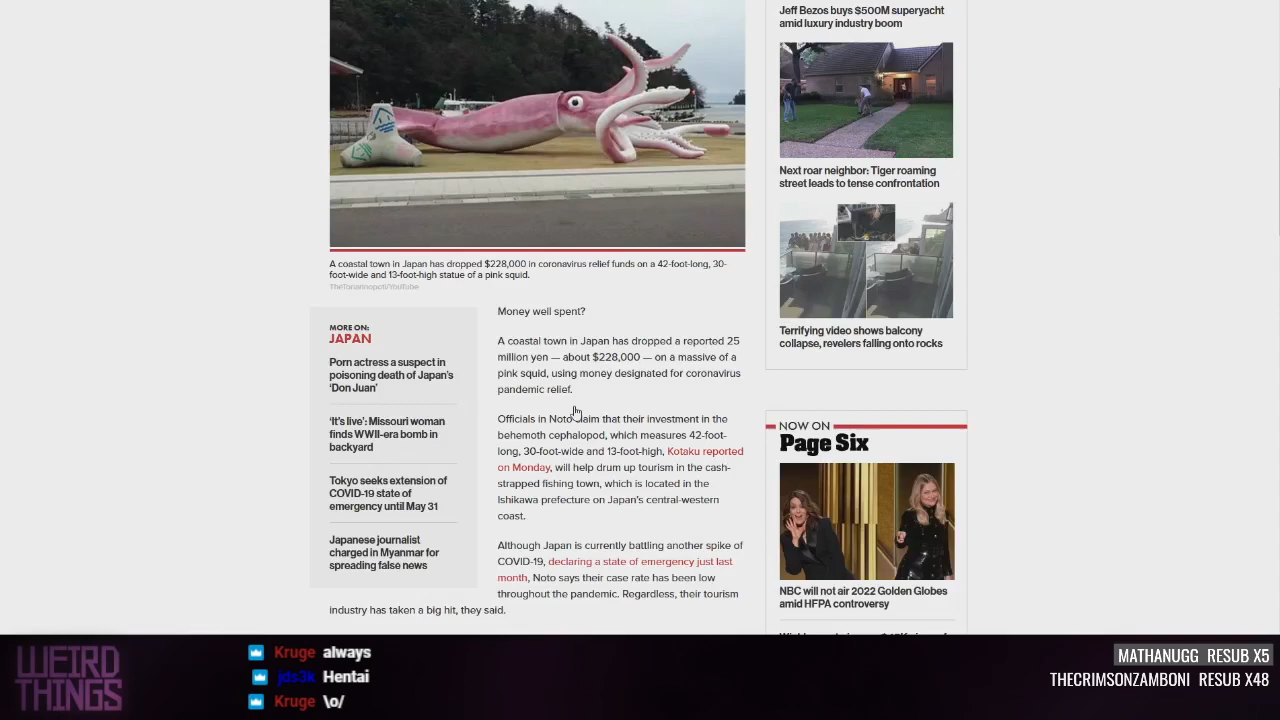 Jeff Bezos buys $500M superyacht
amid luxury industry boom
Next roar neighbor: Tiger roaming
street leads to tense confrontation
A coastal town in Japan has dropped $228,000 in coronavirus relief funds on a 42-foot-long, 30-
foot-wide and 13-foot-high statue of a pink squid.
TheTonarinopoti/YouTube
Terrifying video shows balcony
collapse, revelers falling onto rocks
MORE ON:
JAPAN
Porn actress a suspect in
poisoning death of Japan's
'Don Juan'
'It's live': Missouri woman
finds WWII-era bomb in
backyard
Tokyo seeks extension of
COVID-19 state of
emergency until May 31
Japanese journalist
charged in Myanmar for
spreading false news
Money well spent?
A coastal town in Japan has dropped a reported 25
million yen — about $228,000 — on a massive of a
pink squid, using money designated for coronavirus
pandemic relief.
Officials in Noto claim that their investment in the
behemoth cephalopod, which measures 42-foot-
long, 30-foot-wide and 13-foot-high, Kotaku reported
on Monday, will help drum up tourism in the cash-
strapped fishing town, which is located in the
Ishikawa prefecture on Japan's central-western
coast.
Although Japan is currently battling another spike of
COVID-19, declaring a state of emergency just last
month, Noto says their case rate has been low
throughout the pandemic. Regardless, their tourism
industry has taken a big hit, they said.
NOW ON
Page Six
NBC will not air 2022 Golden Globes
amid HFPA controversy
WEIRD
THINGS
Kruge always
jds3k Hentai
Kruge \o/
MATHANUGG RESUB X5
THECRIMSONZAMBONI RESUB X48